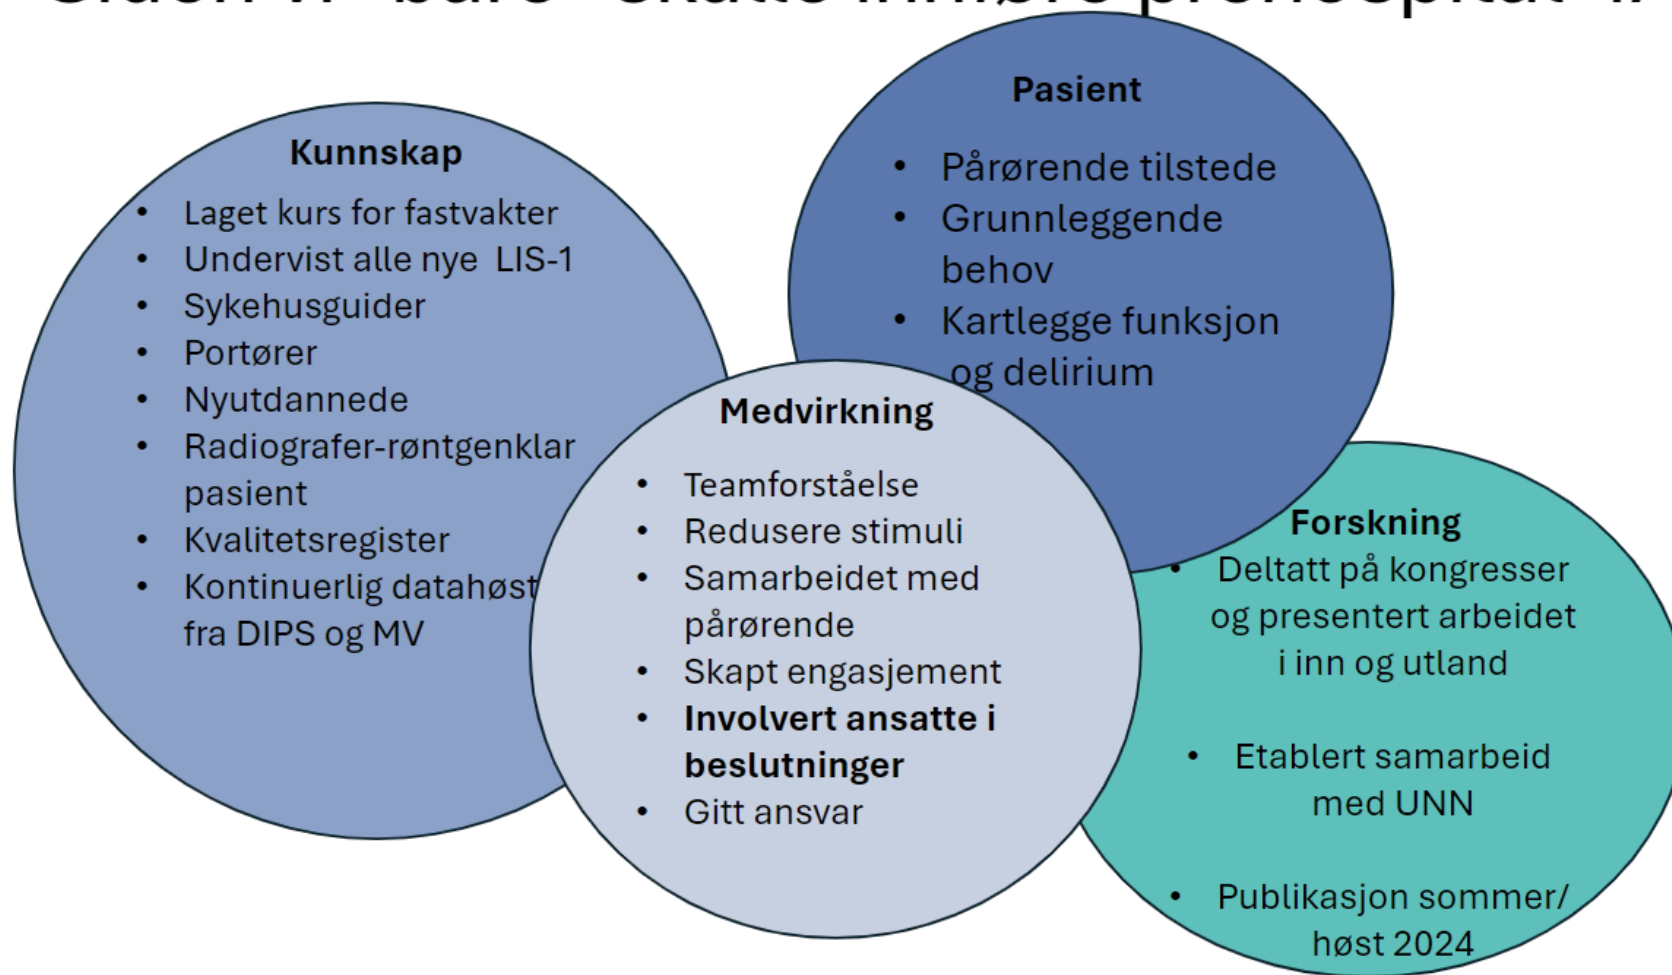 Kunnskap
Laget kurs for fastvakter
Undervist alle nye LIS-1
Sykehusguider
Portører
Nyutdannede
Radiografer-røntgenklar
pasient
Kvalitetsregister
Kontinuerlig datahøst
fra DIPS og MV
Pasient
Pårørende tilstede
Grunnleggende
behov
Kartlegge funksjon
og delirium
Medvirkning
Teamforståelse
Redusere stimuli
Samarbeidet med
pårørende
Skapt engasjement
Involvert ansatte i
beslutninger
Gitt ansvar
Forskning
Deltatt på kongresser
og presentert arbeidet
i inn og utland
Etablert samarbeid
med UNN
Publikasjon sommer/
høst 2024